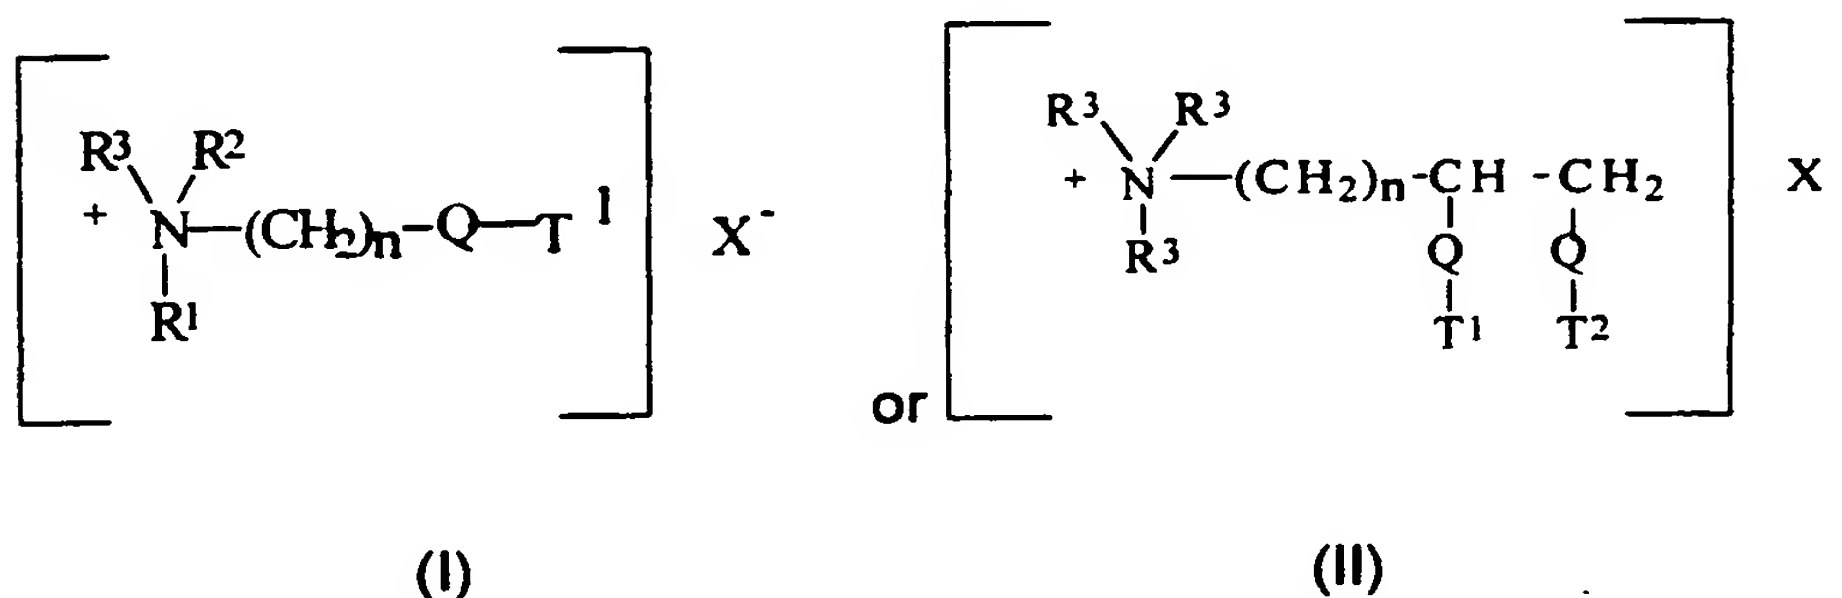 R3 R2 R3 R3
+ N—(CH2)n—Q—T1 X- + N—(CH2)n-CH-CH2 X
R1 R3 Q Q
T1 T2
or
(I) (II)